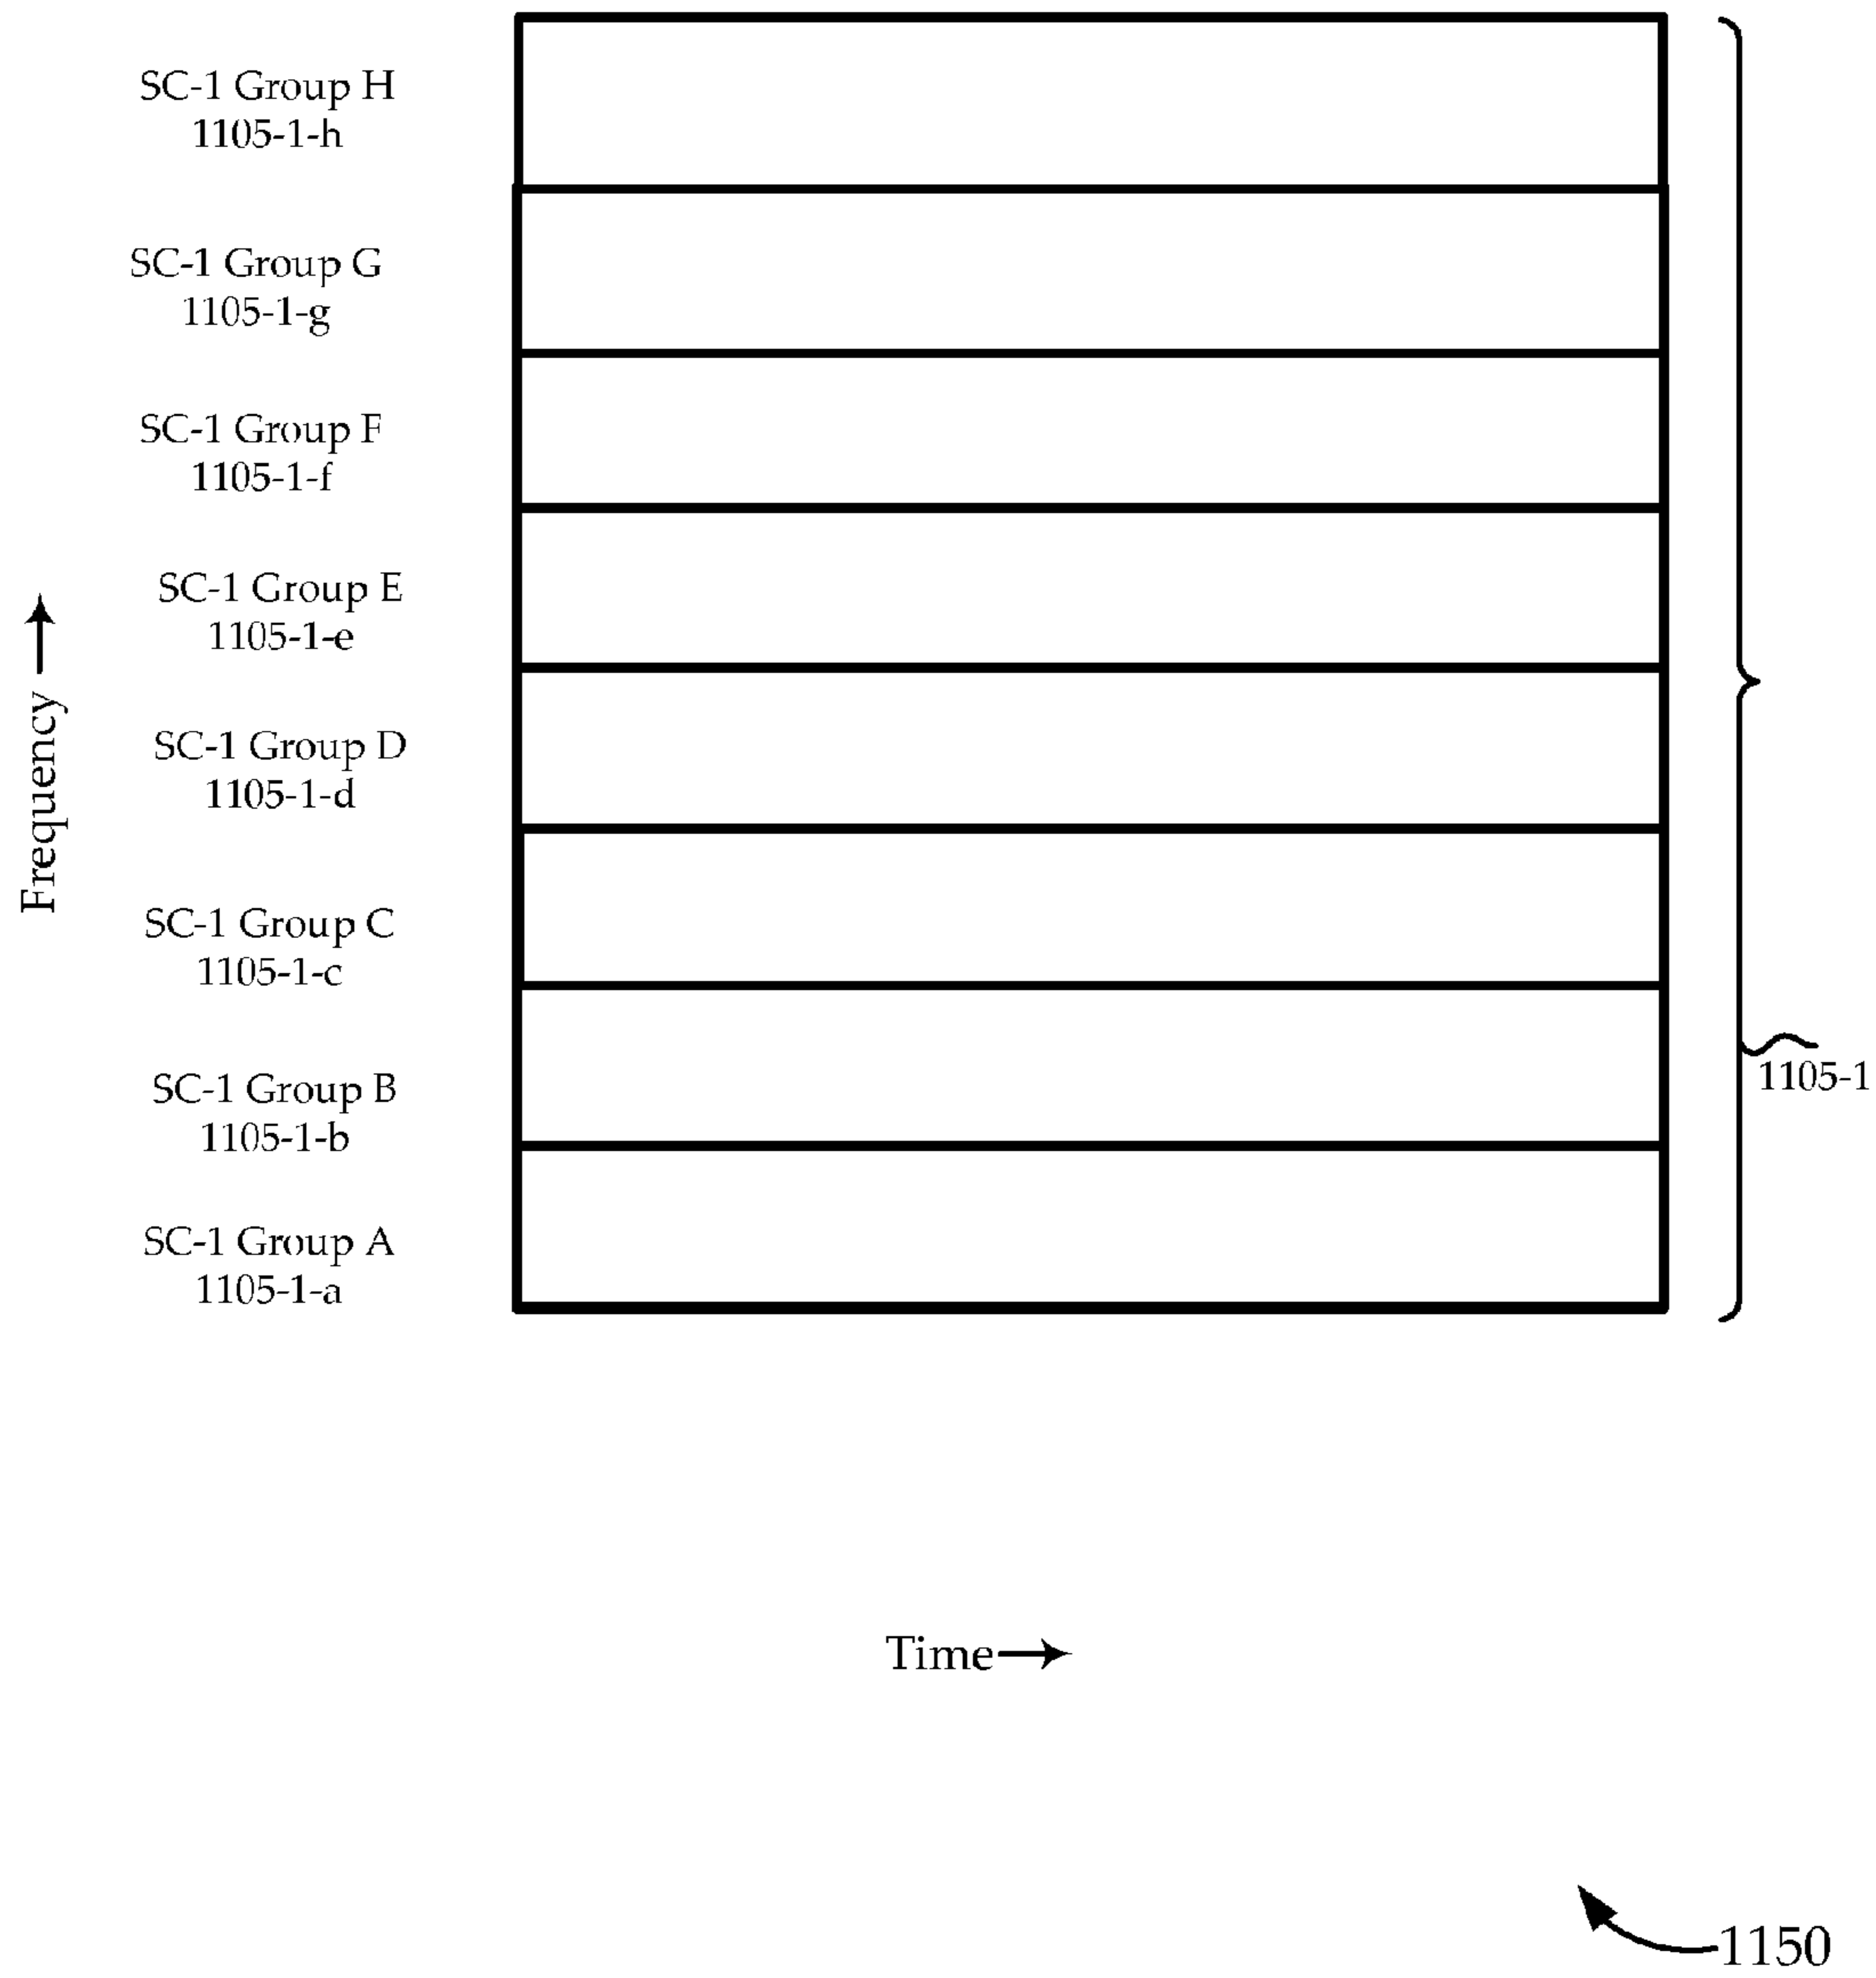 SC-1 Group H
1105-1-h
SC-1 Group G
1105-1-g
SC-1 Group F
1105-1-f
SC-1 Group E
1105-1-e
SC-1 Group D
1105-1-d
SC-1 Group C
1105-1-c
SC-1 Group B
1105-1-b
SC-1 Group A
1105-1-a
Frequency
1105-1
Time
1150